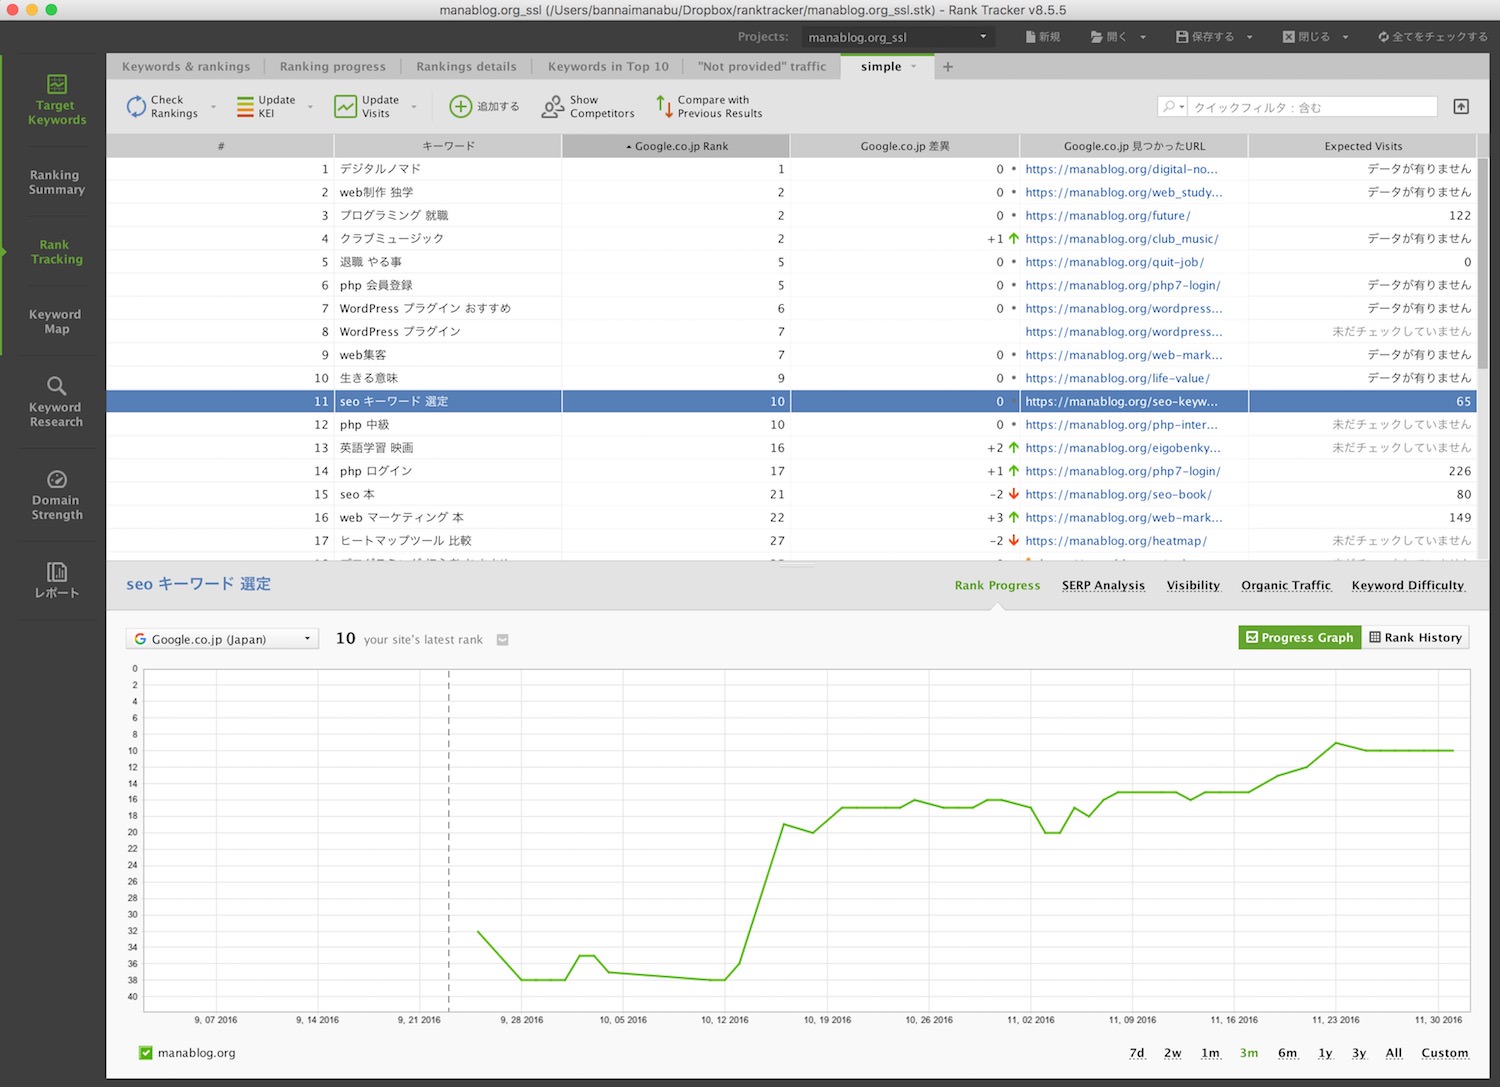 manablog.org_ssl (/Users/bannaimanabu/Dropbox/ranktracker/manablog.org_ssl.stk) - Rank Tracker v8.5.5
Projects: manablog.org_ssl 新規 開く 保存する 閉じる 全てをチェックする
Keywords & rankings Ranking progress Rankings details Keywords in Top 10 "Not provided" traffic simple +
Target Keywords
Ranking Summary
Rank Tracking
Keyword Map
Keyword Research
Domain Strength
レポート
Check Rankings Update KEI Update Visits 追加する Show Competitors Compare with Previous Results クイックフィルタ：含む
# キーワード Google.co.jp Rank Google.co.jp 差異 Google.co.jp 見つかったURL Expected Visits
1 デジタルノマド 1 0 https://manablog.org/digital-no... データが有りません
2 web制作 独学 2 0 https://manablog.org/web_study... データが有りません
3 プログラミング 就職 2 0 https://manablog.org/future/ 122
4 クラブミュージック 2 +1 https://manablog.org/club_music/ データが有りません
5 退職 やる事 5 0 https://manablog.org/quit-job/ 0
6 php 会員登録 5 0 https://manablog.org/php7-login/ データが有りません
7 WordPress プラグイン おすすめ 6 0 https://manablog.org/wordpress... データが有りません
8 WordPress プラグイン 7 https://manablog.org/wordpress... 未だチェックしていません
9 web集客 7 0 https://manablog.org/web-mark... データが有りません
10 生きる意味 9 0 https://manablog.org/life-value/ データが有りません
11 seo キーワード 選定 10 0 https://manablog.org/seo-keyw... 65
12 php 中級 10 0 https://manablog.org/php-inter... 未だチェックしていません
13 英語学習 映画 16 +2 https://manablog.org/eigobenky... 未だチェックしていません
14 php ログイン 17 +1 https://manablog.org/php7-login/ 226
15 seo 本 21 -2 https://manablog.org/seo-book/ 80
16 web マーケティング 本 22 +3 https://manablog.org/web-mark... 149
17 ヒートマップツール 比較 27 -2 https://manablog.org/heatmap/ 未だチェックしていません
seo キーワード 選定 Rank Progress SERP Analysis Visibility Organic Traffic Keyword Difficulty
Google.co.jp (Japan) 10 your site's latest rank Progress Graph Rank History
0
2
4
6
8
10
12
14
16
18
20
22
24
26
28
30
32
34
36
38
40
9, 07 2016 9, 14 2016 9, 21 2016 9, 28 2016 10, 05 2016 10, 12 2016 10, 19 2016 10, 26 2016 11, 02 2016 11, 09 2016 11, 16 2016 11, 23 2016 11, 30 2016
manablog.org 7d 2w 1m 3m 6m 1y 3y All Custom